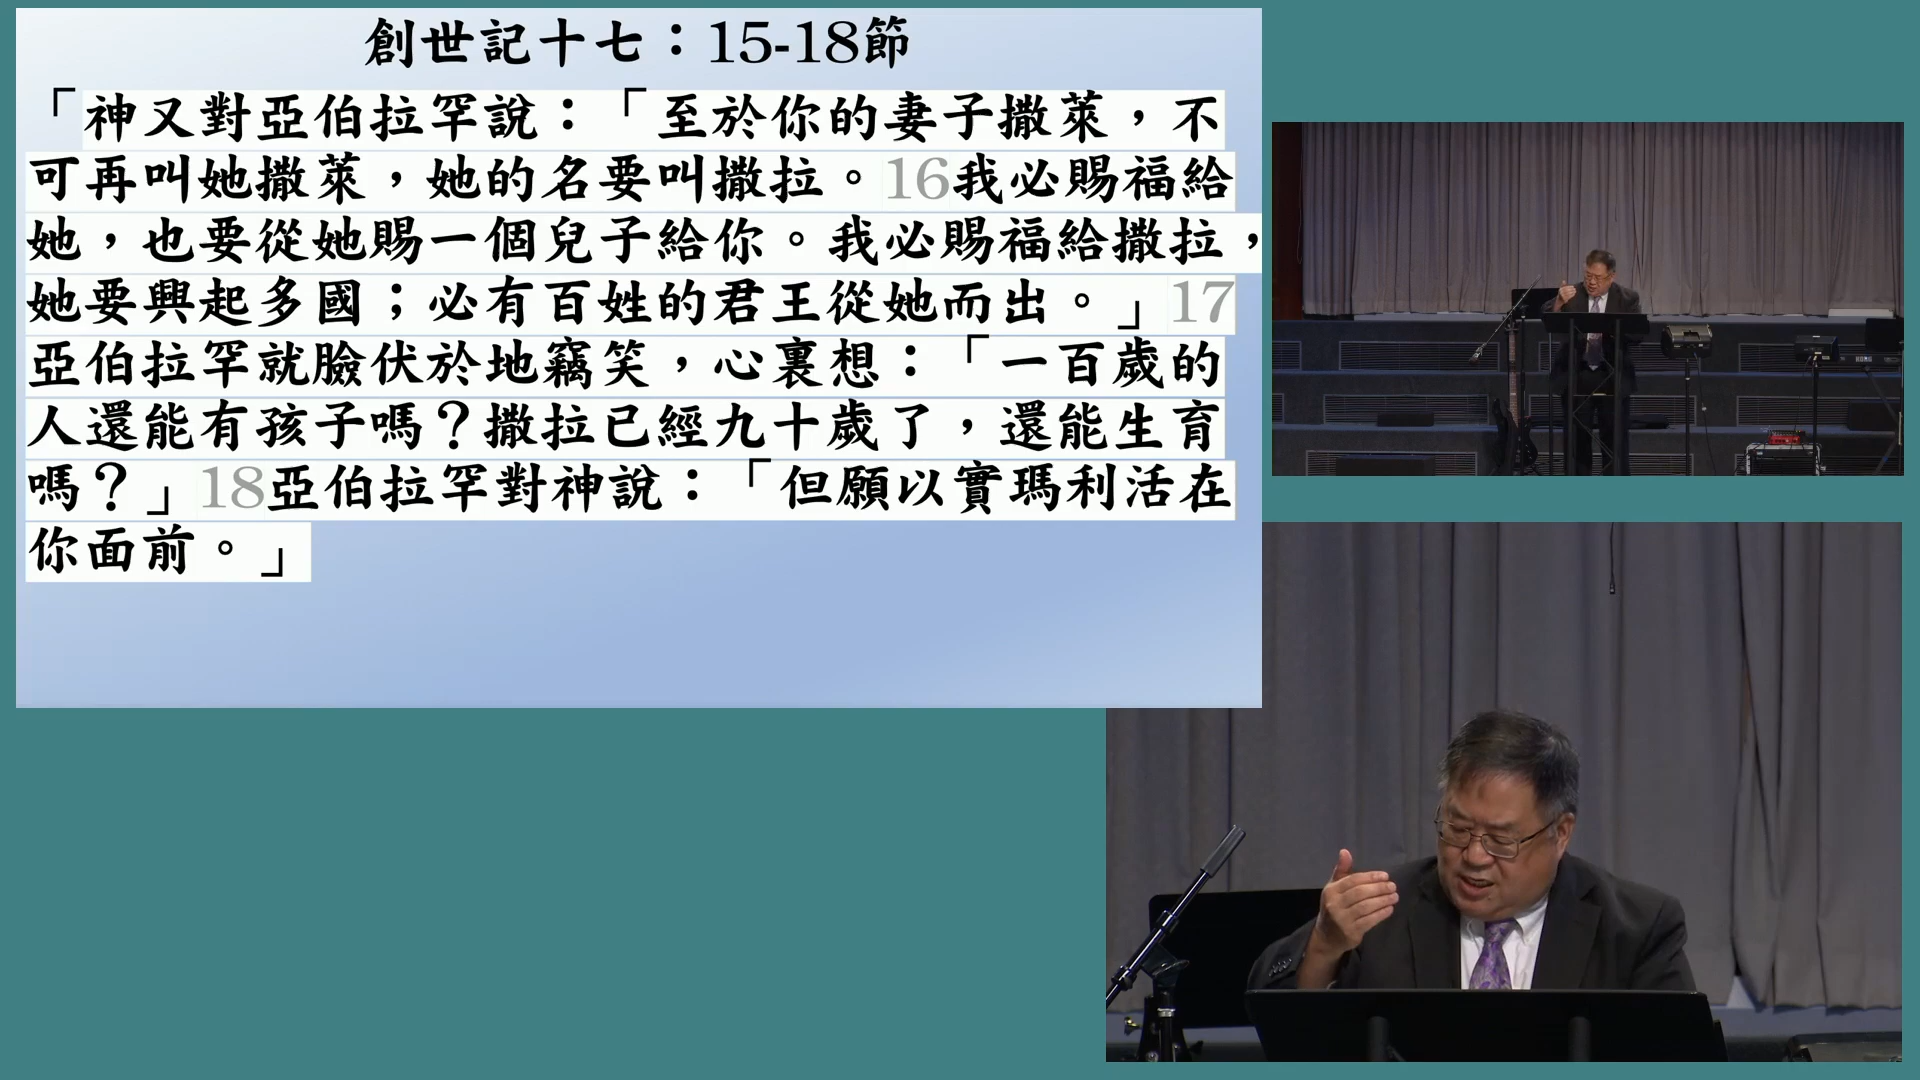 創世記十七：15-18節
「神又對亞伯拉罕說：「至於你的妻子撒萊，不
可再叫她撒萊，她的名要叫撒拉。16我必賜福給
她，也要從她賜一個兒子給你。我必賜福給撒拉，
她要興起多國；必有百姓的君王從她而出。」17
亞伯拉罕就臉伏於地竊笑，心裏想：「一百歲的
人還能有孩子嗎？撒拉已經九十歲了，還能生育
嗎？」18亞伯拉罕對神說：「但願以實瑪利活在
你面前。」